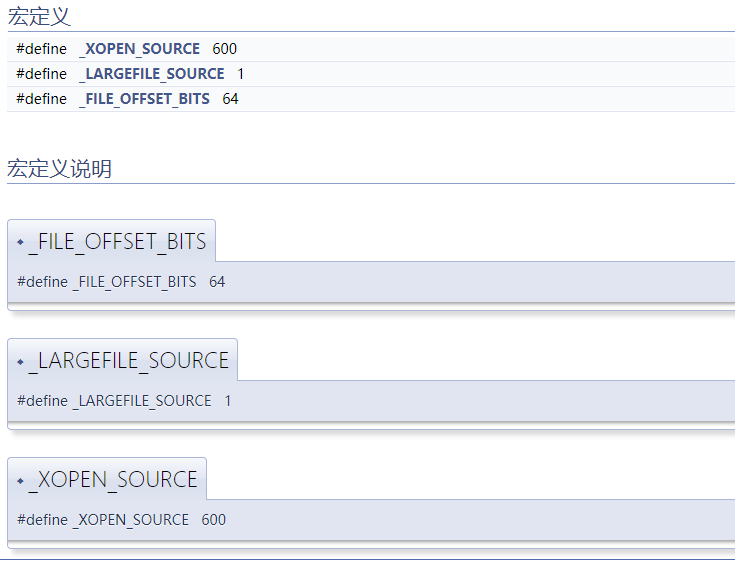 宏定义
#define _XOPEN_SOURCE 600
#define _LARGEFILE_SOURCE 1
#define _FILE_OFFSET_BITS 64
宏定义说明
◆ _FILE_OFFSET_BITS
#define _FILE_OFFSET_BITS 64
◆ _LARGEFILE_SOURCE
#define _LARGEFILE_SOURCE 1
◆ _XOPEN_SOURCE
#define _XOPEN_SOURCE 600